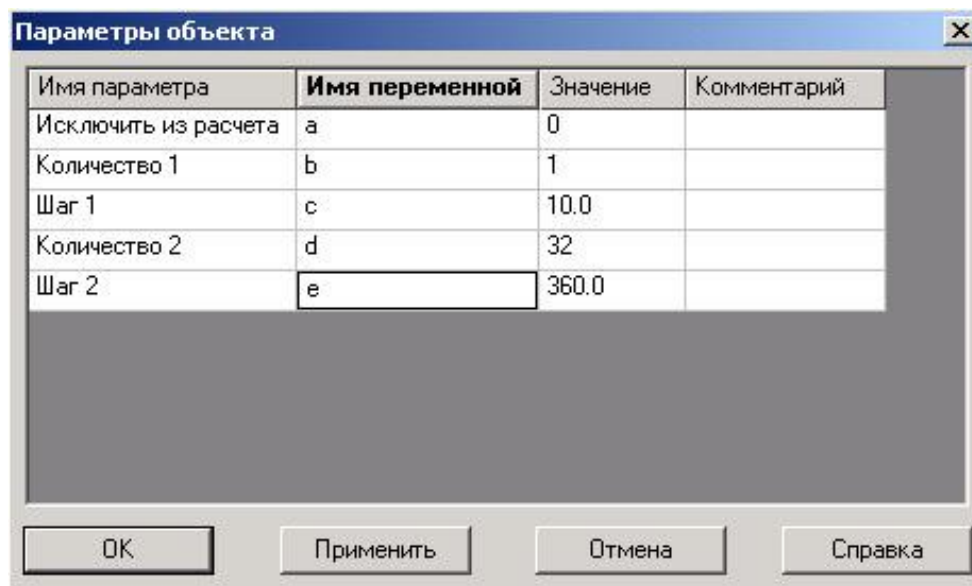 Параметры объекта
Имя параметра Имя переменной Значение Комментарий
Исключить из расчета a 0
Количество 1 b 1
Шаг 1 c 10.0
Количество 2 d 32
Шаг 2 e 360.0
OK Применить Отмена Справка